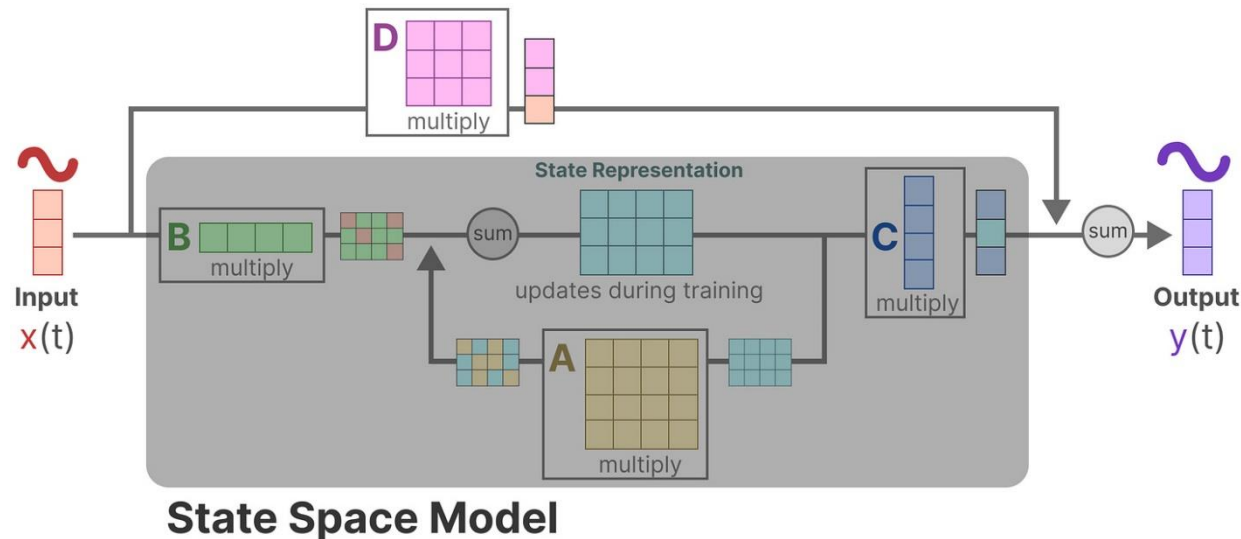 D
multiply
State Representation
B
multiply
sum
updates during training
C
multiply
sum
Input
x(t)
Output
y(t)
A
multiply
State Space Model